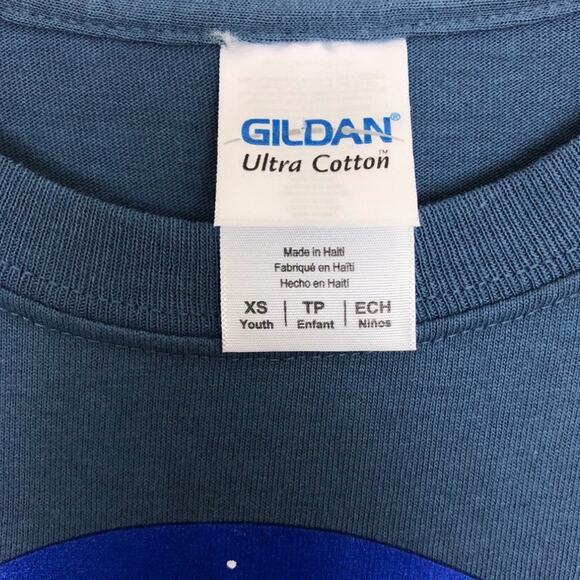 GILDAN®
Ultra Cotton™
Made in Haiti
Fabriqué en Haïti
Hecho en Haití
XS | TP | ECH
Youth | Enfant | Niños